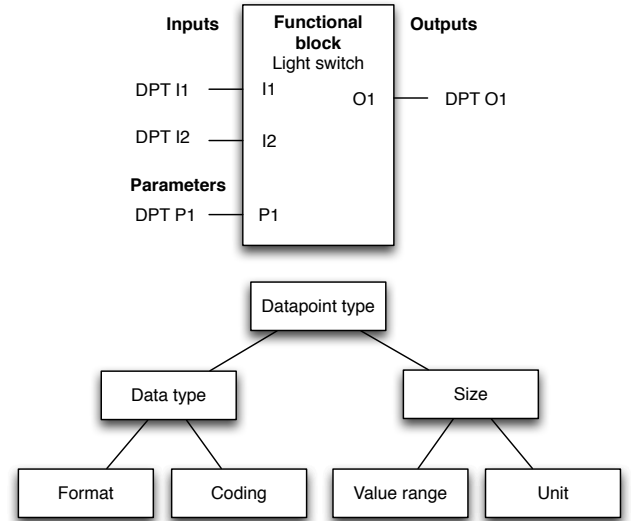 Inputs
Functional
block
Light switch
Outputs
DPT I1
I1
O1
DPT O1
DPT I2
I2
Parameters
DPT P1
P1
Datapoint type
Data type
Size
Format
Coding
Value range
Unit